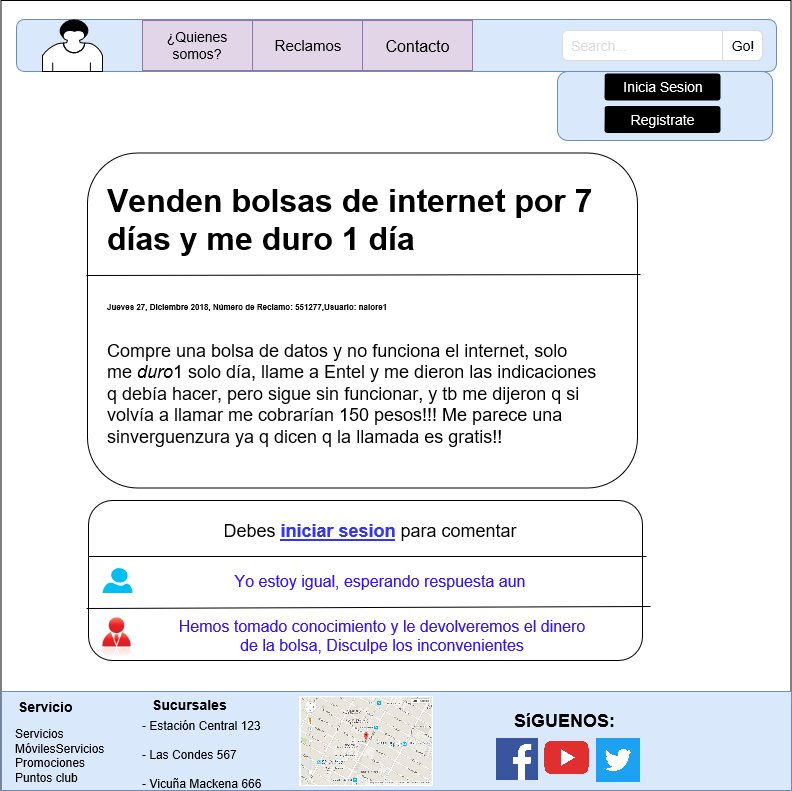 ¿Quienes
somos?
Reclamos
Contacto
Search...
Go!
Inicia Sesion
Registrate
Venden bolsas de internet por 7
días y me duro 1 día
Jueves 27, Diciembre 2018, Número de Reclamo: 551277,Usuario: nalore1
Compre una bolsa de datos y no funciona el internet, solo
me duro1 solo día, llame a Entel y me dieron las indicaciones
q debía hacer, pero sigue sin funcionar, y tb me dijeron q si
volvía a llamar me cobrarían 150 pesos!!! Me parece una
sinverguenzura ya q dicen q la llamada es gratis!!
Debes iniciar sesion para comentar
Yo estoy igual, esperando respuesta aun
Hemos tomado conocimiento y le devolveremos el dinero
de la bolsa, Disculpe los inconvenientes
Servicio
Servicios
MóvilesServicios
Promociones
Puntos club
Sucursales
- Estación Central 123
- Las Condes 567
- Vicuña Mackena 666
SíGUENOS: